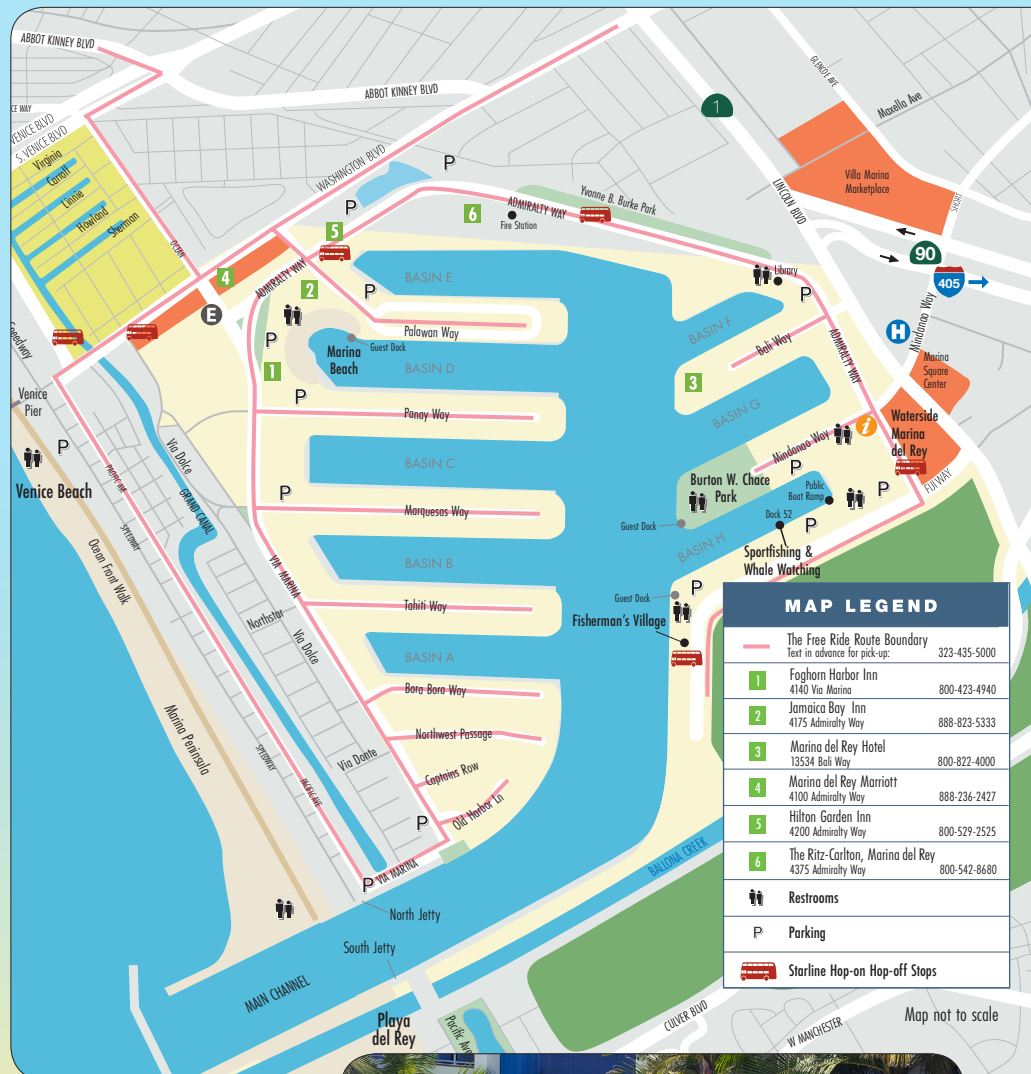 ABBOT KINNEY BLVD
ABBOT KINNEY BLVD
CE WAY
VENICE BLVD
S. VENICE BLVD
Virginia
Carroll
Linnie
Howland
Sherman
OCEAN
WASHINGTON BLVD
P
P
1
GLENCOE AVE
Maxella Ave
Villa Marina
Marketplace
SHORT
LINCOLN BLVD
90
405
Mindanao Way
H
Marina
Square
Center
Yvonne B. Burke Park
ADMIRALTY WAY
6
Fire Station
5
4
2
ADMIRALTY WAY
E
BASIN E
P
Library
P
Palawan Way
Guest Dock
Marina
Beach
BASIN D
P
1
P
Panay Way
BASIN F
Bali Way
ADMIRALTY WAY
3
BASIN G
Mindanao Way
i
Waterside
Marina
del Rey
FIJI WAY
P
P
Public
Boat Ramp
Burton W. Chace
Park
Guest Dock
Dock 52
P
BASIN H
Sportfishing &
Whale Watching
Speedway
Venice
Pier
P
Venice Beach
PACIFIC AVE
SPEEDWAY
Via Dolce
GRAND CANAL
BASIN C
P
Marquesas Way
BASIN B
VIA MARINA
Ocean Front Walk
Northstar
Via Dolce
Tahiti Way
BASIN A
Guest Dock
P
Fisherman's Village
Bora Bora Way
Northwest Passage
Marina Peninsula
SPEEDWAY
PACIFIC AVE
Via Dante
Captains Row
Old Harbor Ln
P
VIA MARINA
P
North Jetty
South Jetty
MAIN CHANNEL
BALLONA CREEK
Playa
del Rey
Pacific Ave
CULVER BLVD
W MANCHESTER
Map not to scale
MAP LEGEND
The Free Ride Route Boundary
Text in advance for pick-up: 323-435-5000
1 Foghorn Harbor Inn
4140 Via Marina 800-423-4940
2 Jamaica Bay Inn
4175 Admiralty Way 888-823-5333
3 Marina del Rey Hotel
13534 Bali Way 800-822-4000
4 Marina del Rey Marriott
4100 Admiralty Way 888-236-2427
5 Hilton Garden Inn
4200 Admiralty Way 800-529-2525
6 The Ritz-Carlton, Marina del Rey
4375 Admiralty Way 800-542-8680
Restrooms
P Parking
Starline Hop-on Hop-off Stops